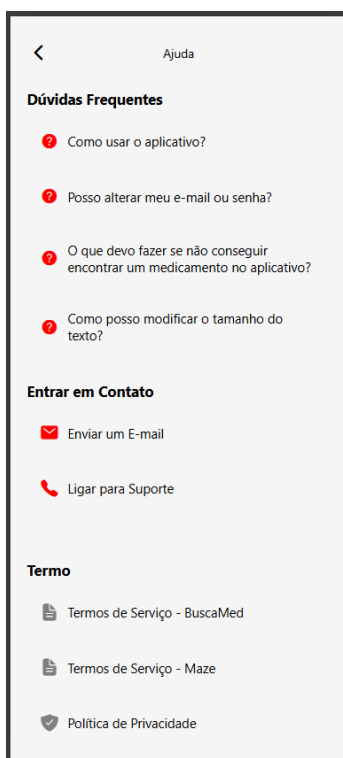 Ajuda
Dúvidas Frequentes
Como usar o aplicativo?
Posso alterar meu e-mail ou senha?
O que devo fazer se não conseguir
encontrar um medicamento no aplicativo?
Como posso modificar o tamanho do
texto?
Entrar em Contato
Enviar um E-mail
Ligar para Suporte
Termo
Termos de Serviço - BuscaMed
Termos de Serviço - Maze
Política de Privacidade